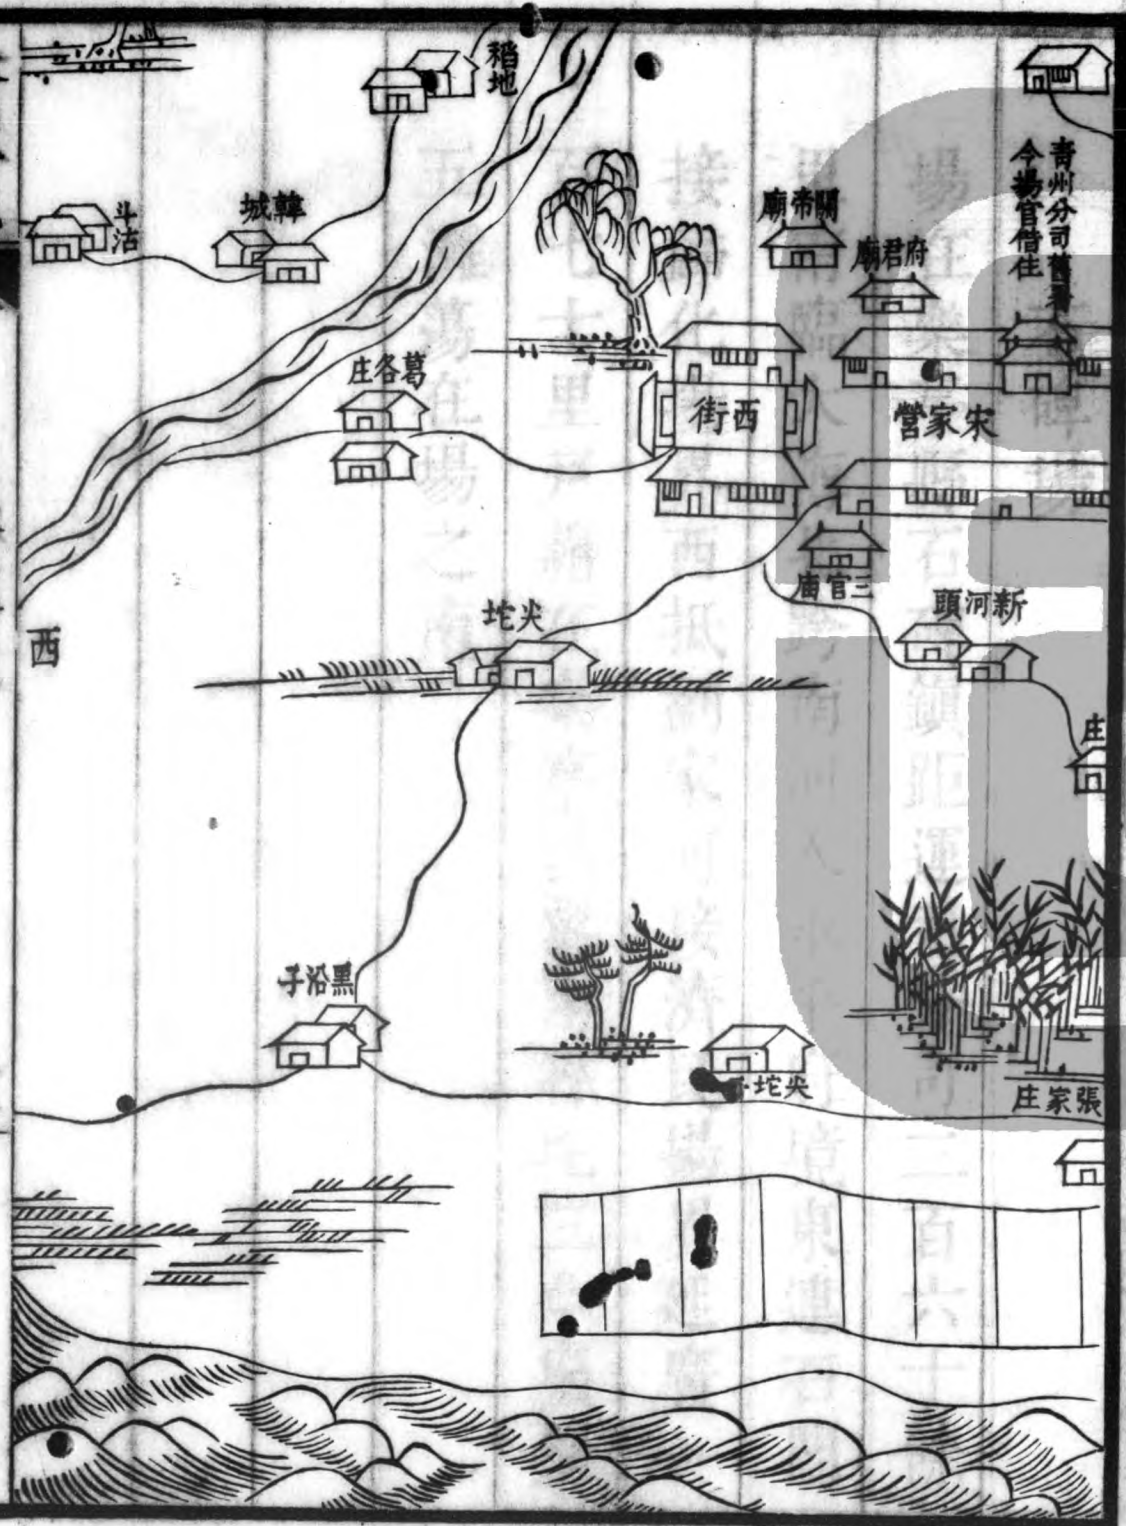 稻地
青州分司舊署
今場官借住
斗沽
韓城
關帝廟
府君廟
葛各庄
西街
宋家營
三官廟
新河頭
尖坨
西
庄
黑沿子
尖坨子
張家庄